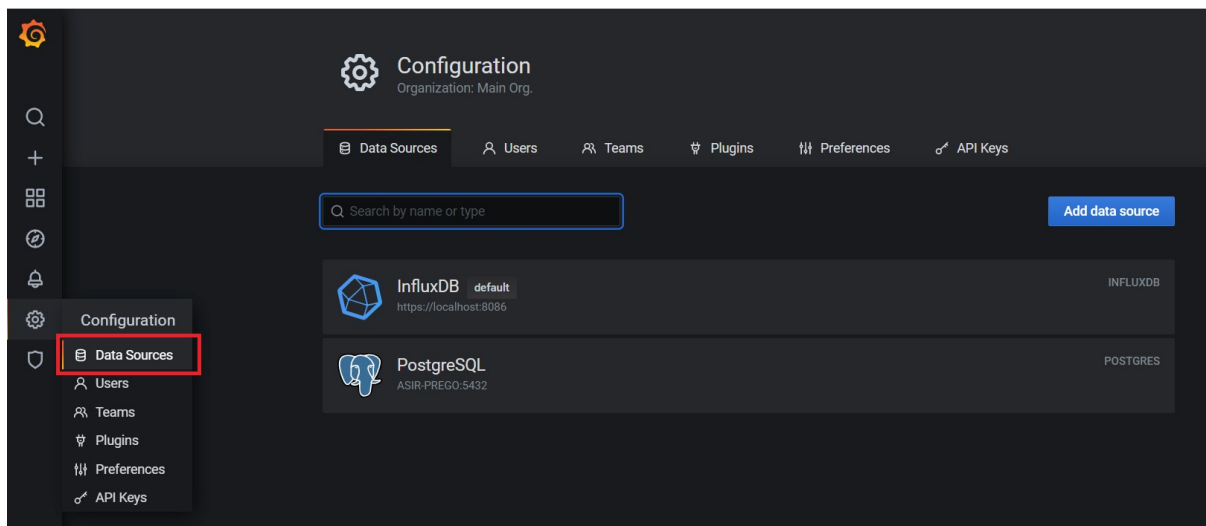 Configuration
Organization: Main Org.
Data Sources
Users
Teams
Plugins
Preferences
API Keys
Search by name or type
Add data source
InfluxDB default
https://localhost:8086
INFLUXDB
PostgreSQL
ASIR-PREGO:5432
POSTGRES
Configuration
Data Sources
Users
Teams
Plugins
Preferences
API Keys